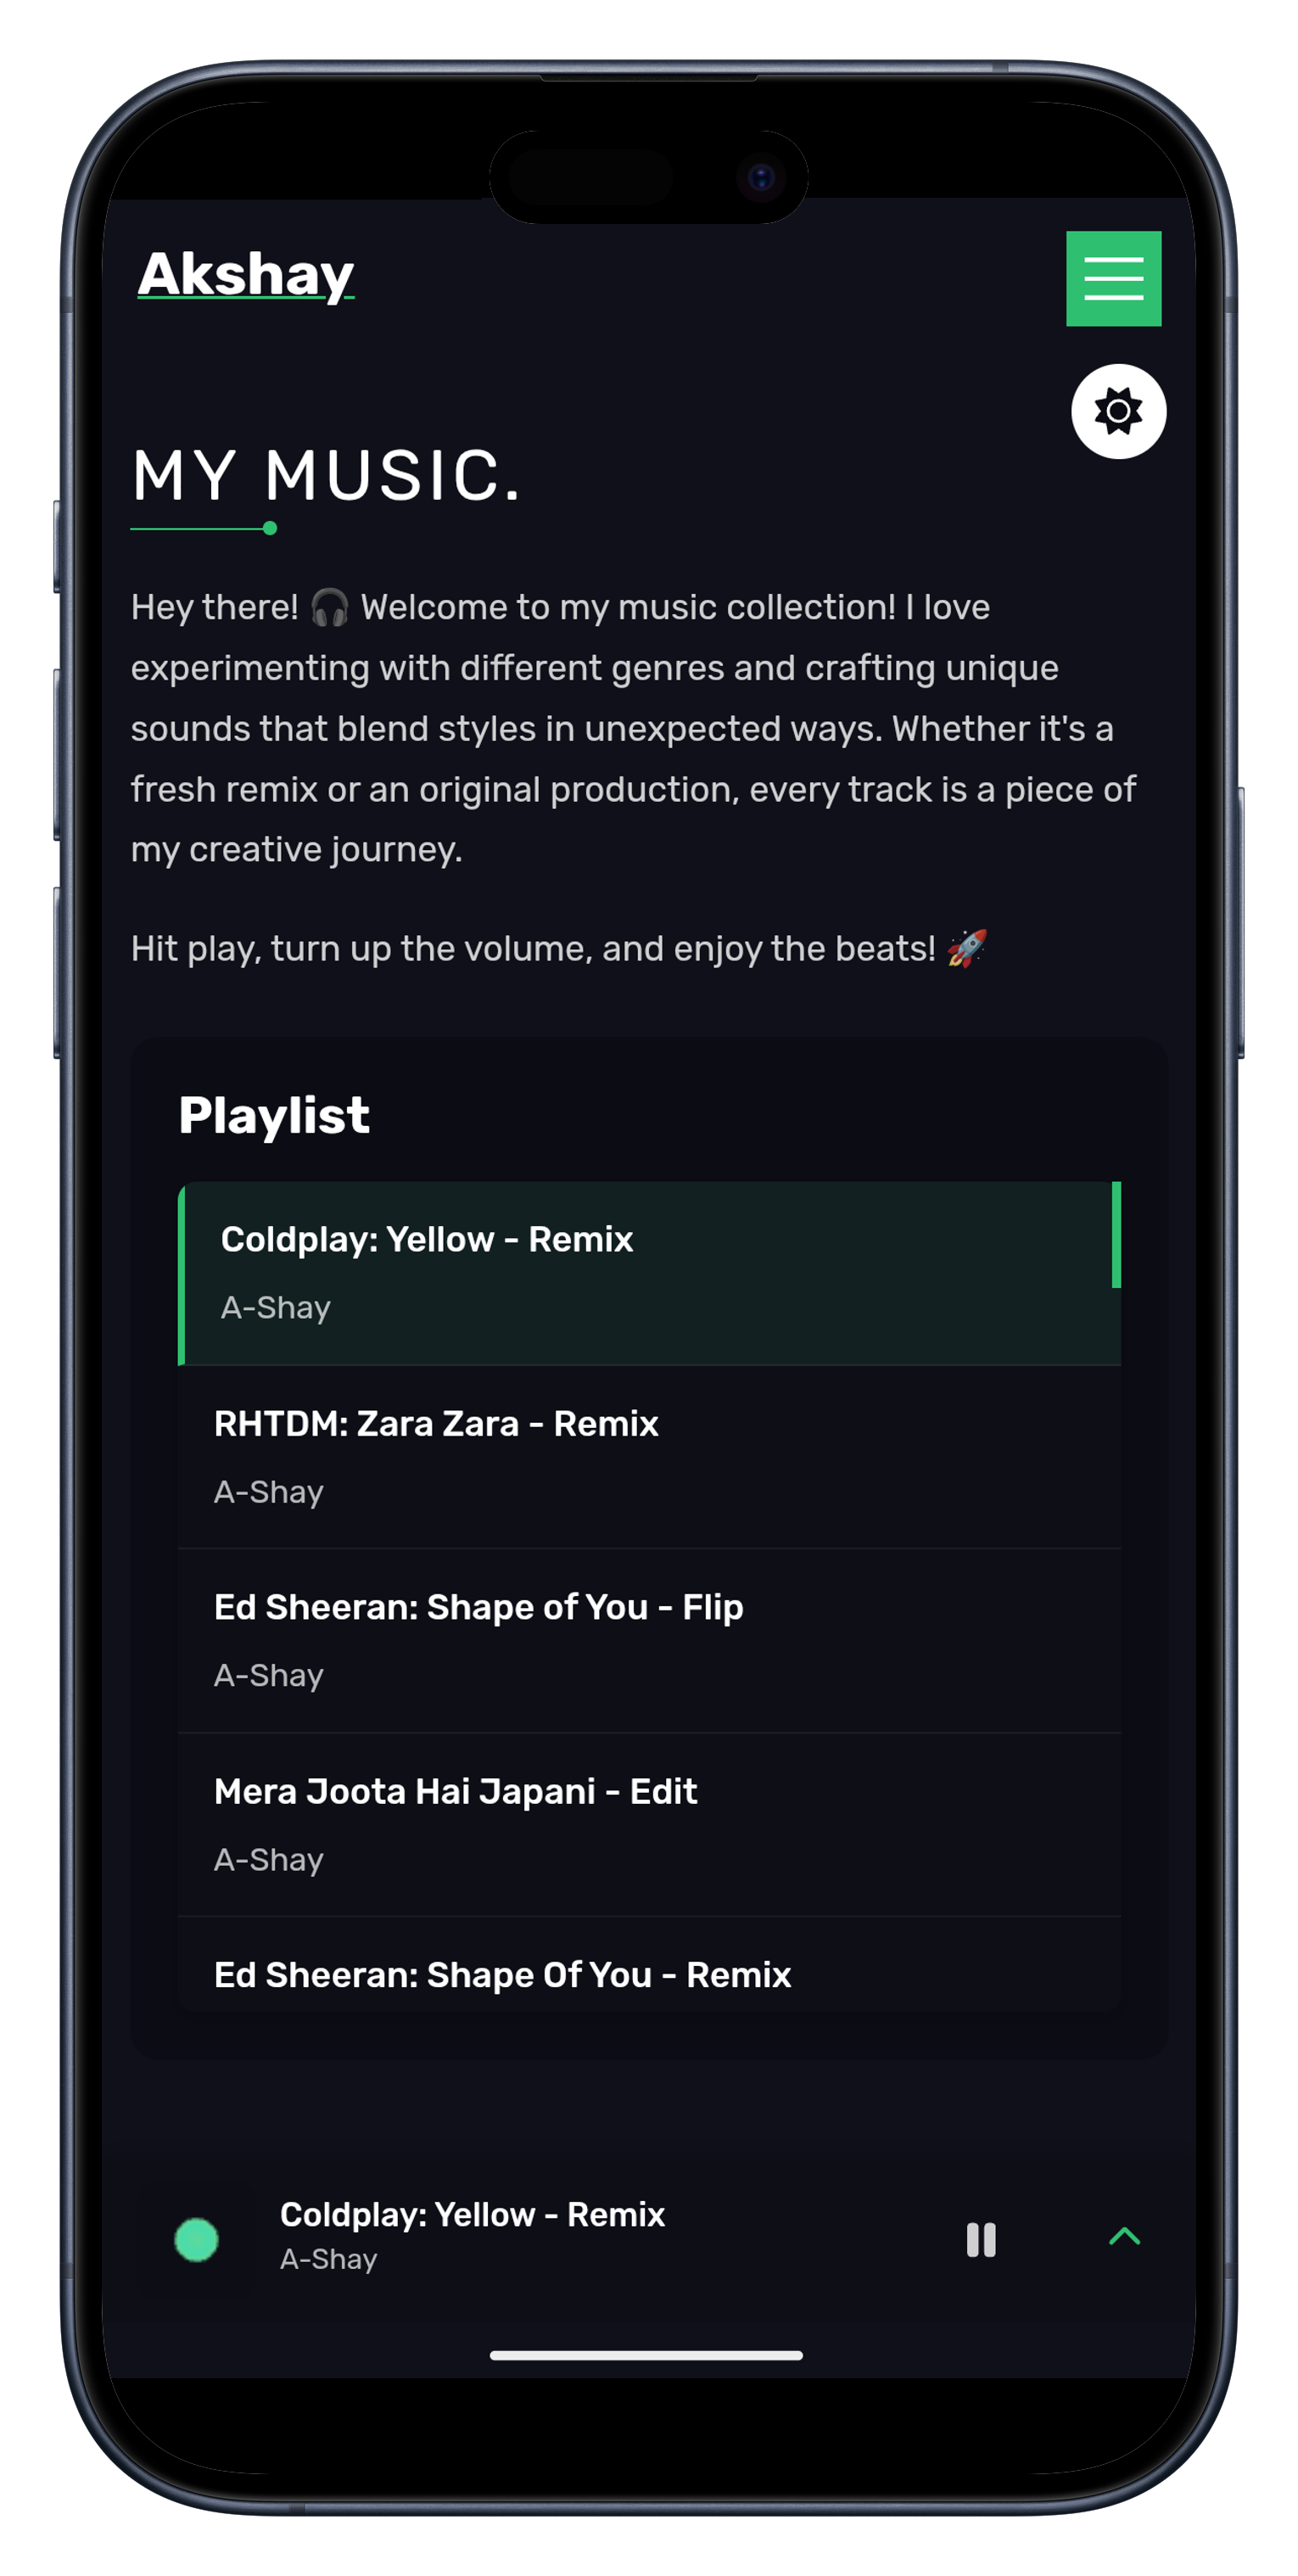 Akshay
MY MUSIC.
Hey there! 🎧 Welcome to my music collection! I love
experimenting with different genres and crafting unique
sounds that blend styles in unexpected ways. Whether it's a
fresh remix or an original production, every track is a piece of
my creative journey.
Hit play, turn up the volume, and enjoy the beats! 🚀
Playlist
Coldplay: Yellow - Remix
A-Shay
RHTDM: Zara Zara - Remix
A-Shay
Ed Sheeran: Shape of You - Flip
A-Shay
Mera Joota Hai Japani - Edit
A-Shay
Ed Sheeran: Shape Of You - Remix
Coldplay: Yellow - Remix
A-Shay